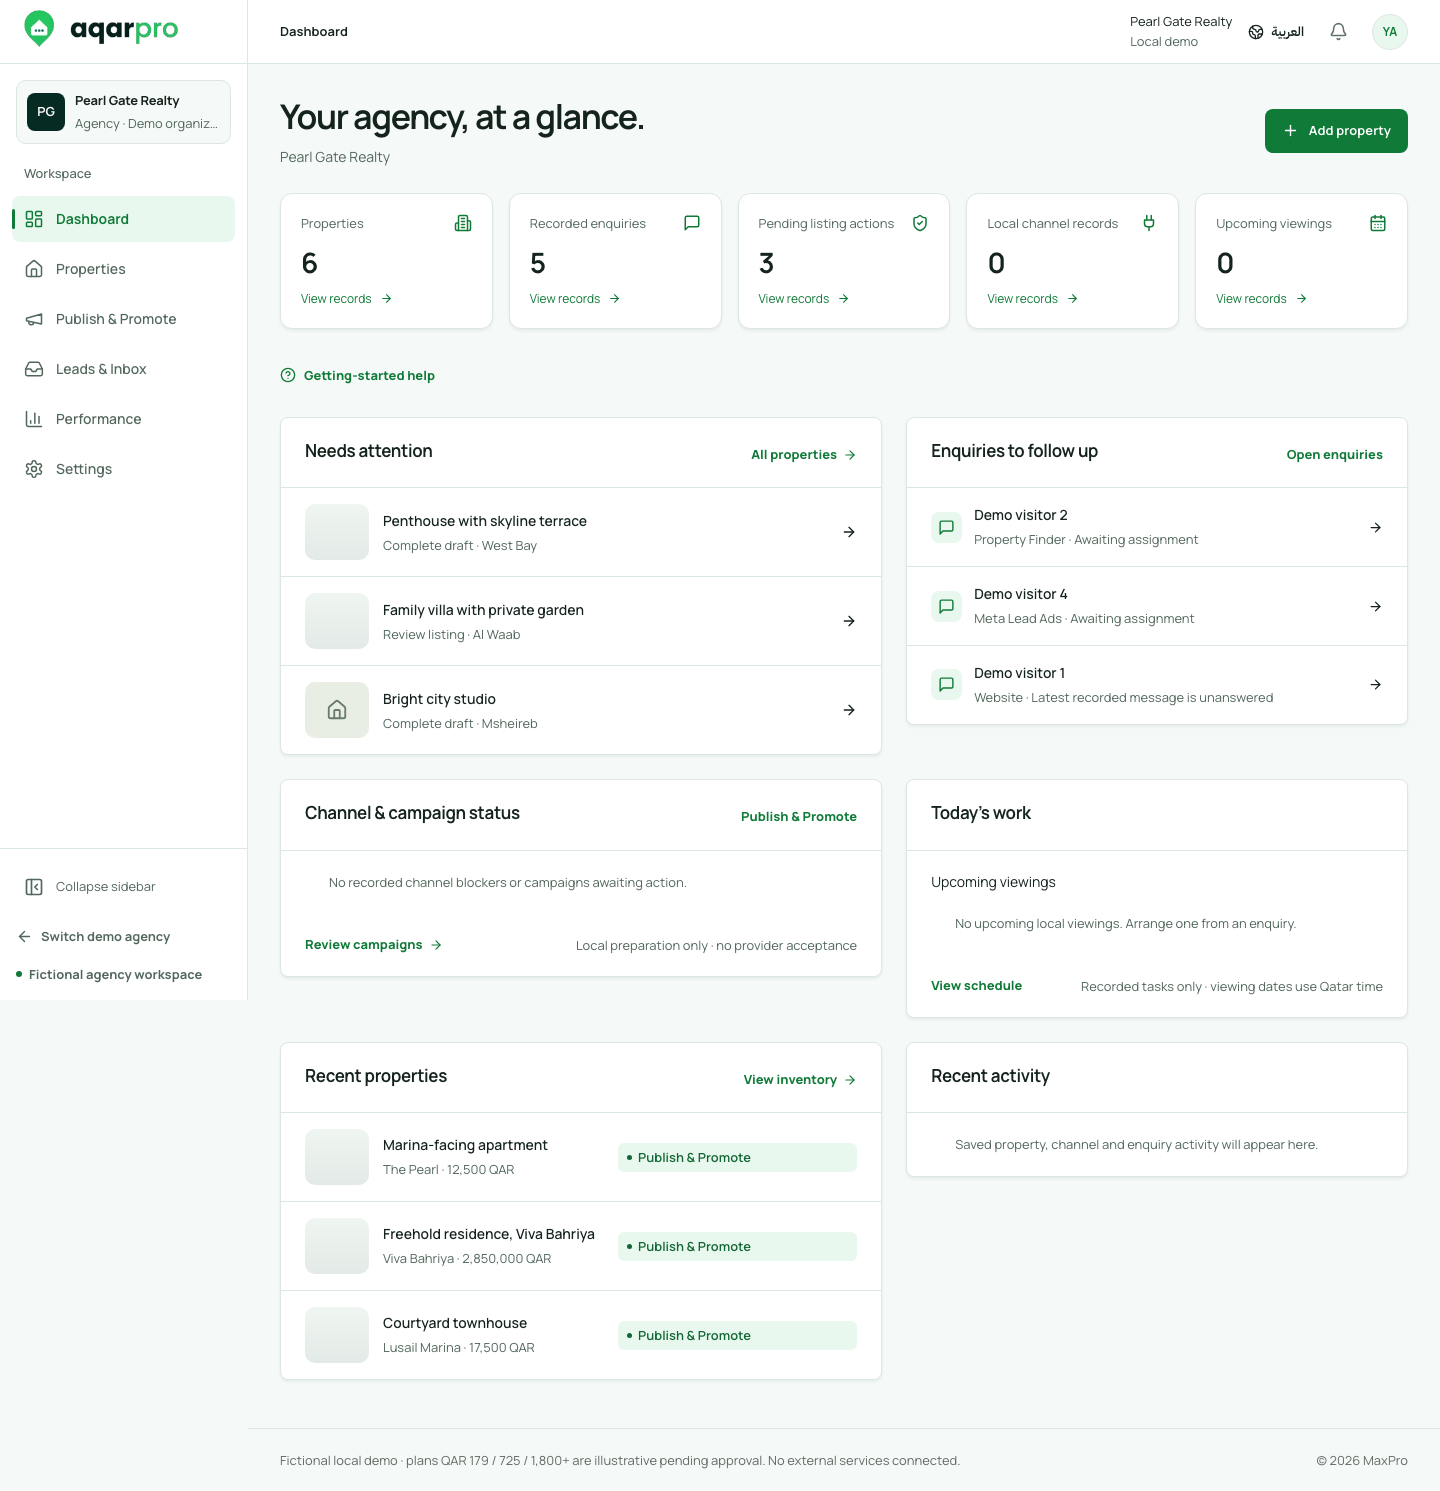 aqarpro
Dashboard
Pearl Gate Realty
Local demo
العربية
YA
PG
Pearl Gate Realty
Agency · Demo organiz...
Workspace
Dashboard
Properties
Publish & Promote
Leads & Inbox
Performance
Settings
Collapse sidebar
Switch demo agency
Fictional agency workspace
Your agency, at a glance.
Pearl Gate Realty
Add property
Properties
6
View records
Recorded enquiries
5
View records
Pending listing actions
3
View records
Local channel records
0
View records
Upcoming viewings
0
View records
Getting-started help
Needs attention
All properties
Penthouse with skyline terrace
Complete draft · West Bay
Family villa with private garden
Review listing · Al Waab
Bright city studio
Complete draft · Msheireb
Enquiries to follow up
Open enquiries
Demo visitor 2
Property Finder · Awaiting assignment
Demo visitor 4
Meta Lead Ads · Awaiting assignment
Demo visitor 1
Website · Latest recorded message is unanswered
Channel & campaign status
Publish & Promote
No recorded channel blockers or campaigns awaiting action.
Review campaigns
Local preparation only · no provider acceptance
Today's work
Upcoming viewings
No upcoming local viewings. Arrange one from an enquiry.
View schedule
Recorded tasks only · viewing dates use Qatar time
Recent properties
View inventory
Marina-facing apartment
The Pearl · 12,500 QAR
Publish & Promote
Freehold residence, Viva Bahriya
Viva Bahriya · 2,850,000 QAR
Publish & Promote
Courtyard townhouse
Lusail Marina · 17,500 QAR
Publish & Promote
Recent activity
Saved property, channel and enquiry activity will appear here.
Fictional local demo · plans QAR 179 / 725 / 1,800+ are illustrative pending approval. No external services connected.
© 2026 MaxPro